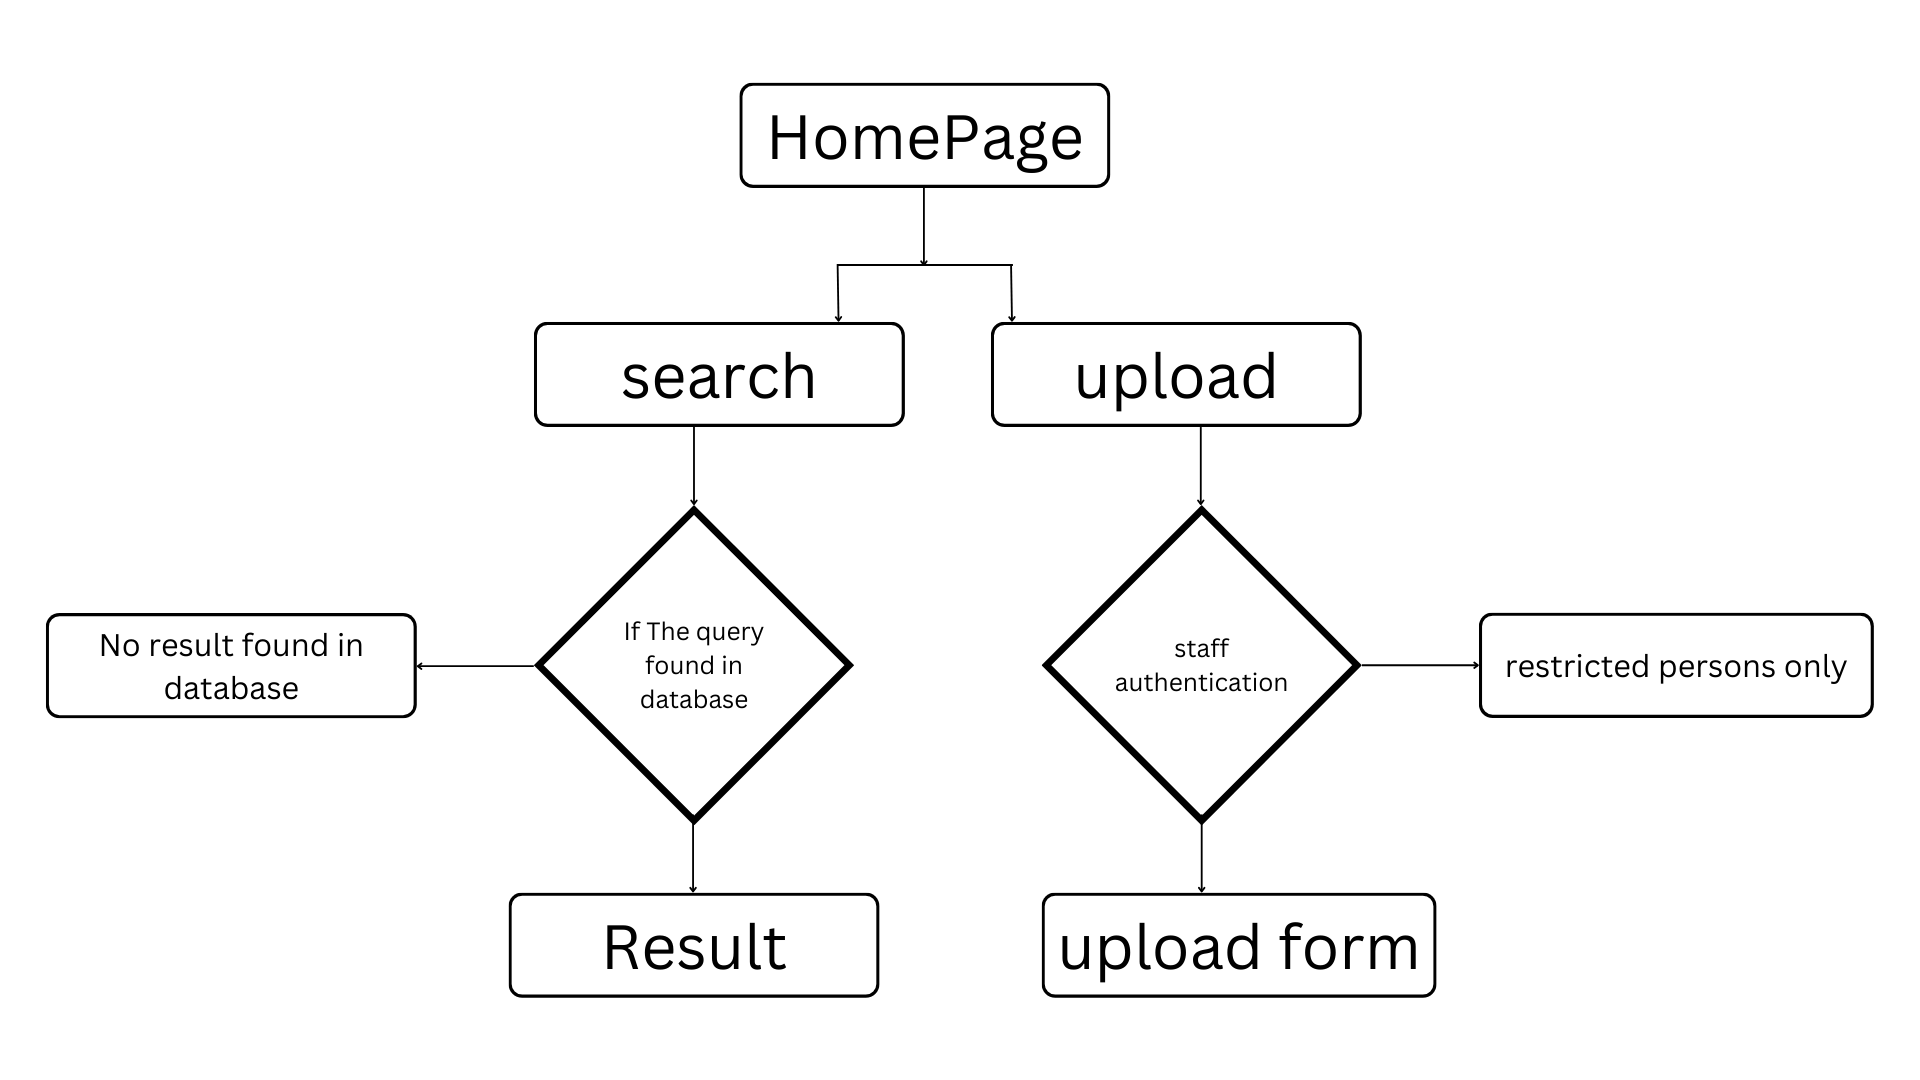 HomePage
search
upload
If The query
found in
database
No result found in
database
staff
authentication
restricted persons only
Result
upload form